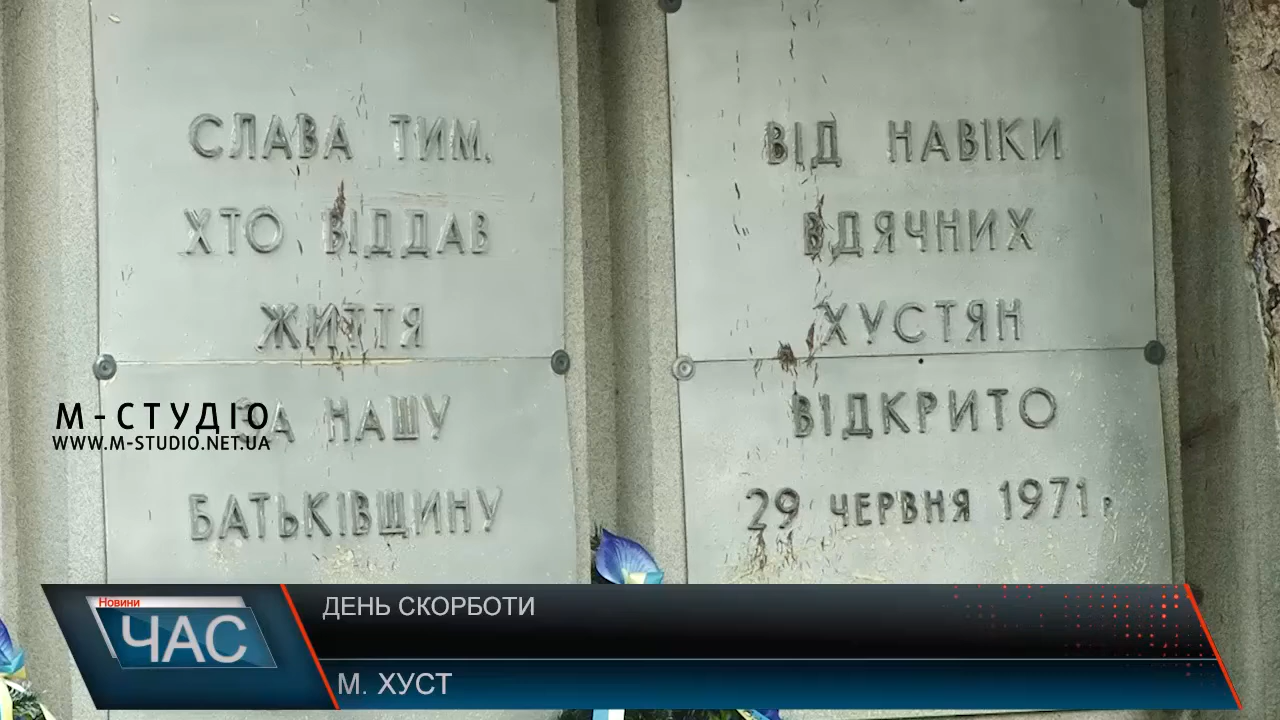 СЛАВА ТИМ,
ХТО ВІДДАВ
ЖИТТЯ
ЗА НАШУ
БАТЬКІВЩИНУ
ВІД НАВІКИ
ВДЯЧНИХ
ХУСТЯН
ВІДКРИТО
29 ЧЕРВНЯ 1971 р
М-СТУДІО
WWW.M-STUDIO.NET.UA
Новини
ЧАС
ДЕНЬ СКОРБОТИ
М. ХУСТ